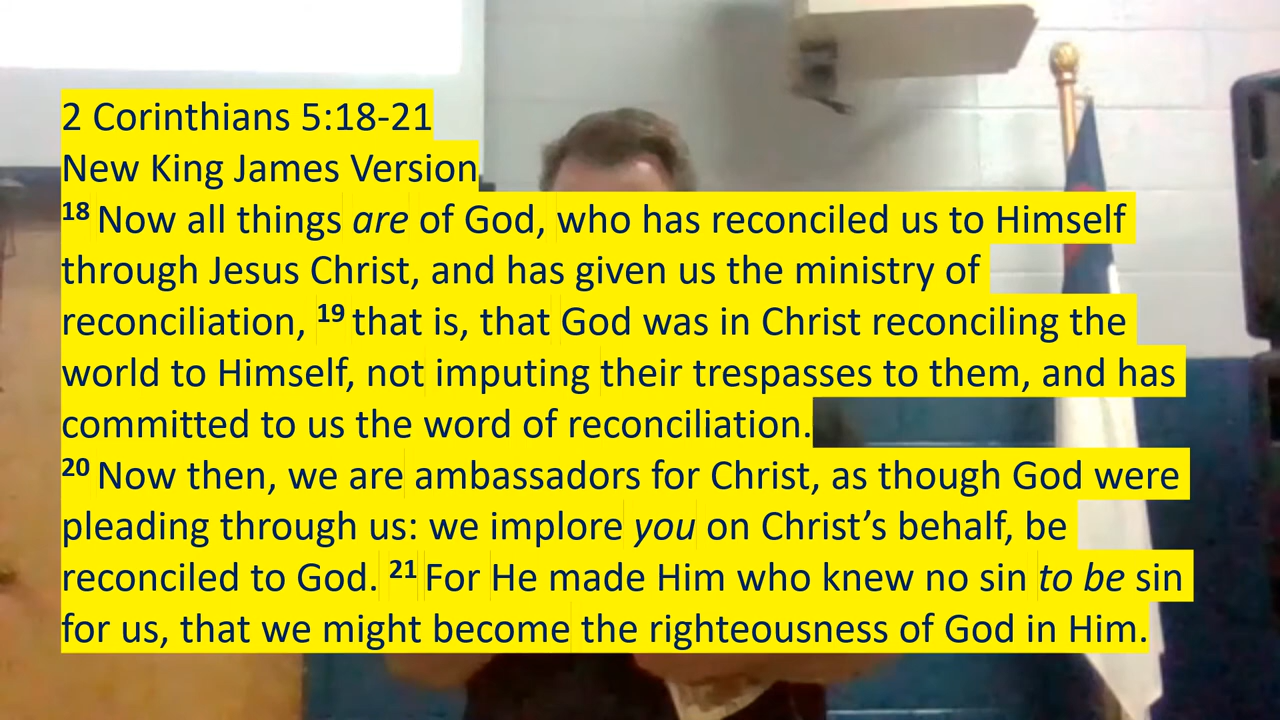 2 Corinthians 5:18-21
New King James Version
18 Now all things are of God, who has reconciled us to Himself
through Jesus Christ, and has given us the ministry of
reconciliation, 19 that is, that God was in Christ reconciling the
world to Himself, not imputing their trespasses to them, and has
committed to us the word of reconciliation.
20 Now then, we are ambassadors for Christ, as though God were
pleading through us: we implore you on Christ’s behalf, be
reconciled to God. 21 For He made Him who knew no sin to be sin
for us, that we might become the righteousness of God in Him.